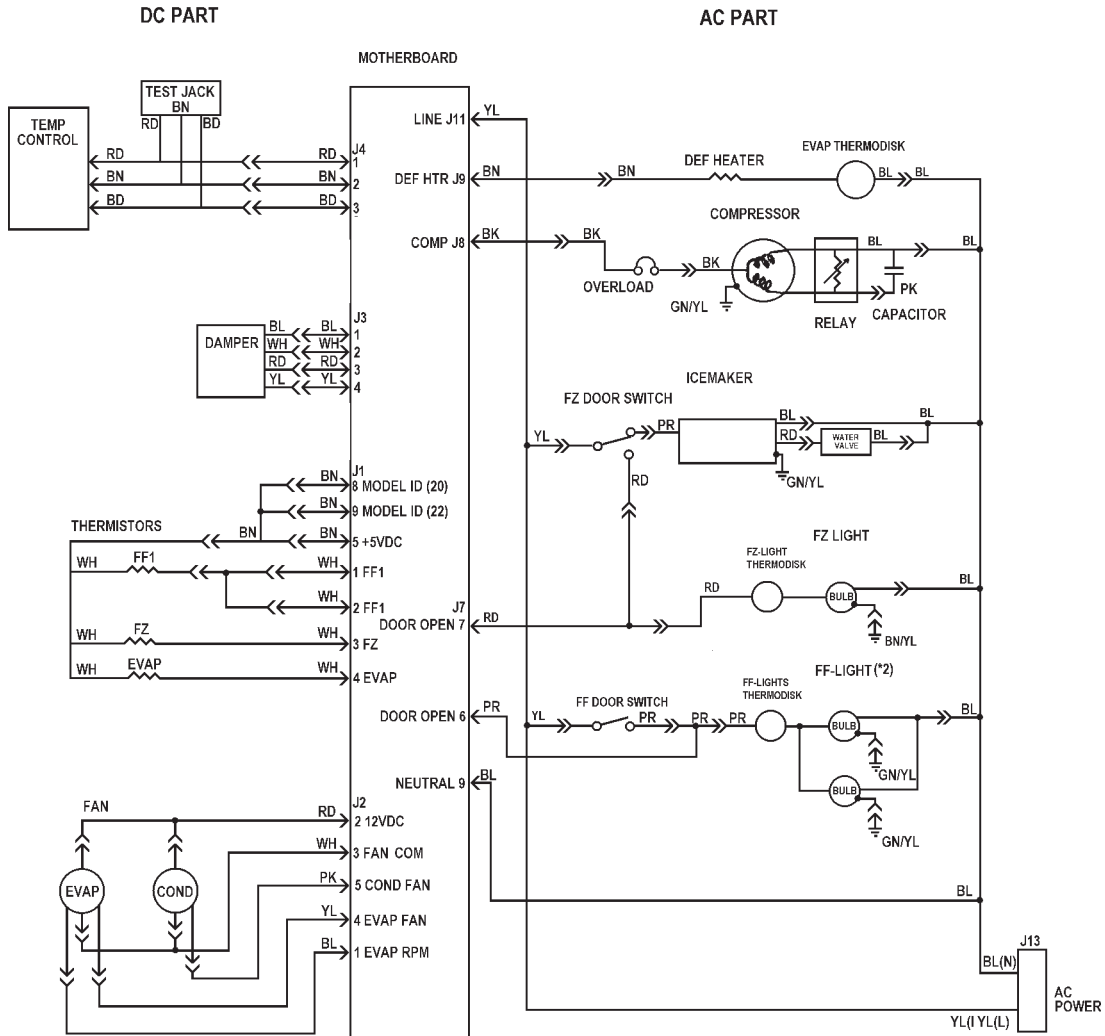 DC PART
AC PART
MOTHERBOARD
TEST JACK
BN
RD
BD
TEMP
CONTROL
RD
RD
BN
BN
BD
BD
J4
1
2
3
LINE J11
YL
DEF HTR J9
BN
BN
DEF HEATER
EVAP THERMODISK
BL
BL
COMP J8
BK
BK
OVERLOAD
BK
COMPRESSOR
GN/YL
RELAY
BL
PK
CAPACITOR
BL
DAMPER
BL
BL
WH
WH
RD
RD
YL
YL
J3
1
2
3
4
YL
FZ DOOR SWITCH
PR
RD
ICEMAKER
BL
RD
WATER
VALVE
BL
BL
GN/YL
J1
BN
8 MODEL ID (20)
BN
9 MODEL ID (22)
THERMISTORS
BN
BN
5 +5VDC
WH
FF1
WH
1 FF1
WH
2 FF1
WH
FZ
WH
3 FZ
WH
EVAP
WH
4 EVAP
J7
DOOR OPEN 7
RD
RD
FZ-LIGHT
THERMODISK
FZ LIGHT
BULB
BL
BN/YL
DOOR OPEN 6
PR
YL
FF DOOR SWITCH
PR
PR
PR
FF-LIGHTS
THERMODISK
FF-LIGHT(*2)
BULB
BL
GN/YL
BULB
GN/YL
NEUTRAL 9
BL
BL
FAN
J2
RD
2 12VDC
WH
3 FAN COM
PK
5 COND FAN
YL
4 EVAP FAN
BL
1 EVAP RPM
EVAP
COND
J13
BL(N)
AC
POWER
YL(I YL(L)